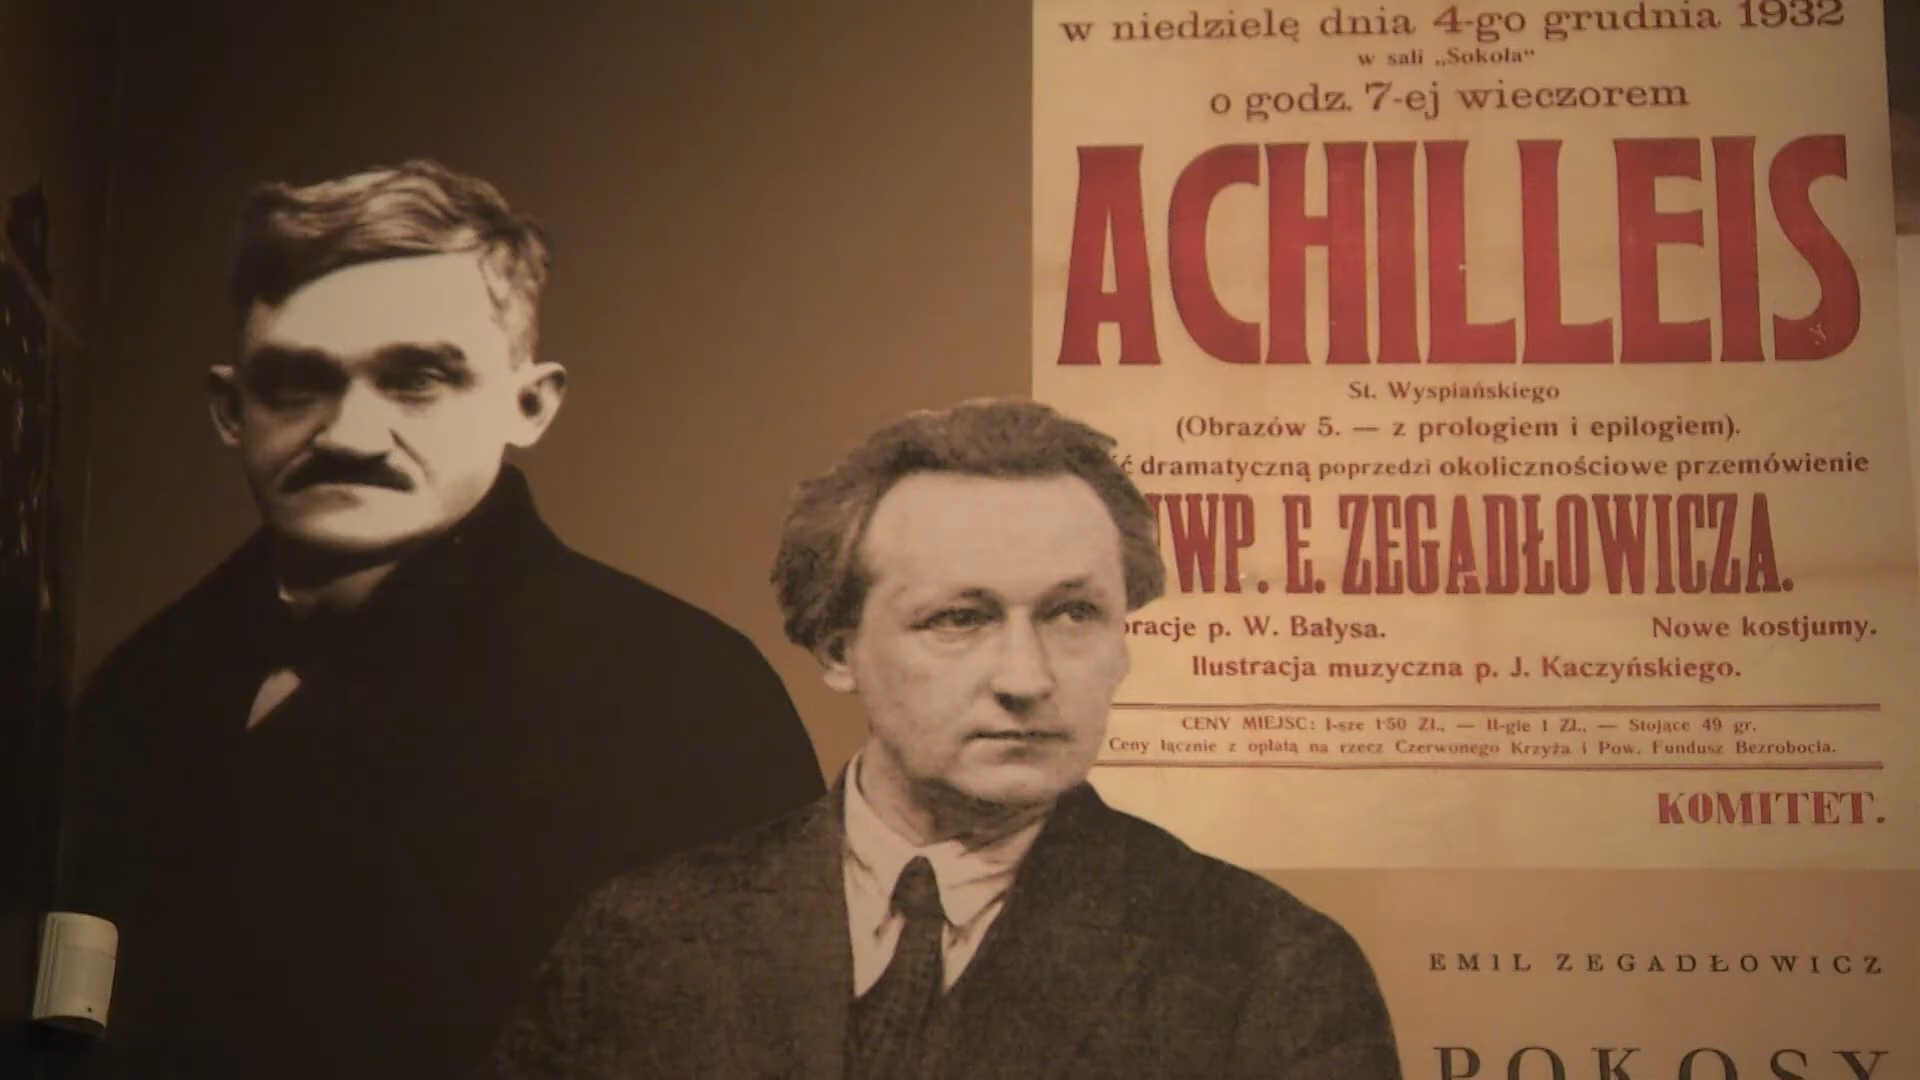 w niedzielę dnia 4-go grudnia 1932
w sali „Sokoła“
o godz. 7-ej wieczorem
ACHILLEIS
St. Wyspiańskiego
(Obrazów 5. — z prologiem i epilogiem).
ć dramatyczną poprzedzi okolicznościowe przemówienie
WP. E. ZEGADŁOWICZA.
racje p. W. Bałysa. Nowe kostjumy.
Ilustracja muzyczna p. J. Kaczyńskiego.
CENY MIEJSC: I-sze 1·50 Zł., — II-gie 1 Zł., — Stojące 49 gr.
Ceny łącznie z opłatą na rzecz Czerwonego Krzyża i Pow. Fundusz Bezrobocia.
KOMITET.
EMIL ZEGADŁOWICZ
POKOSY